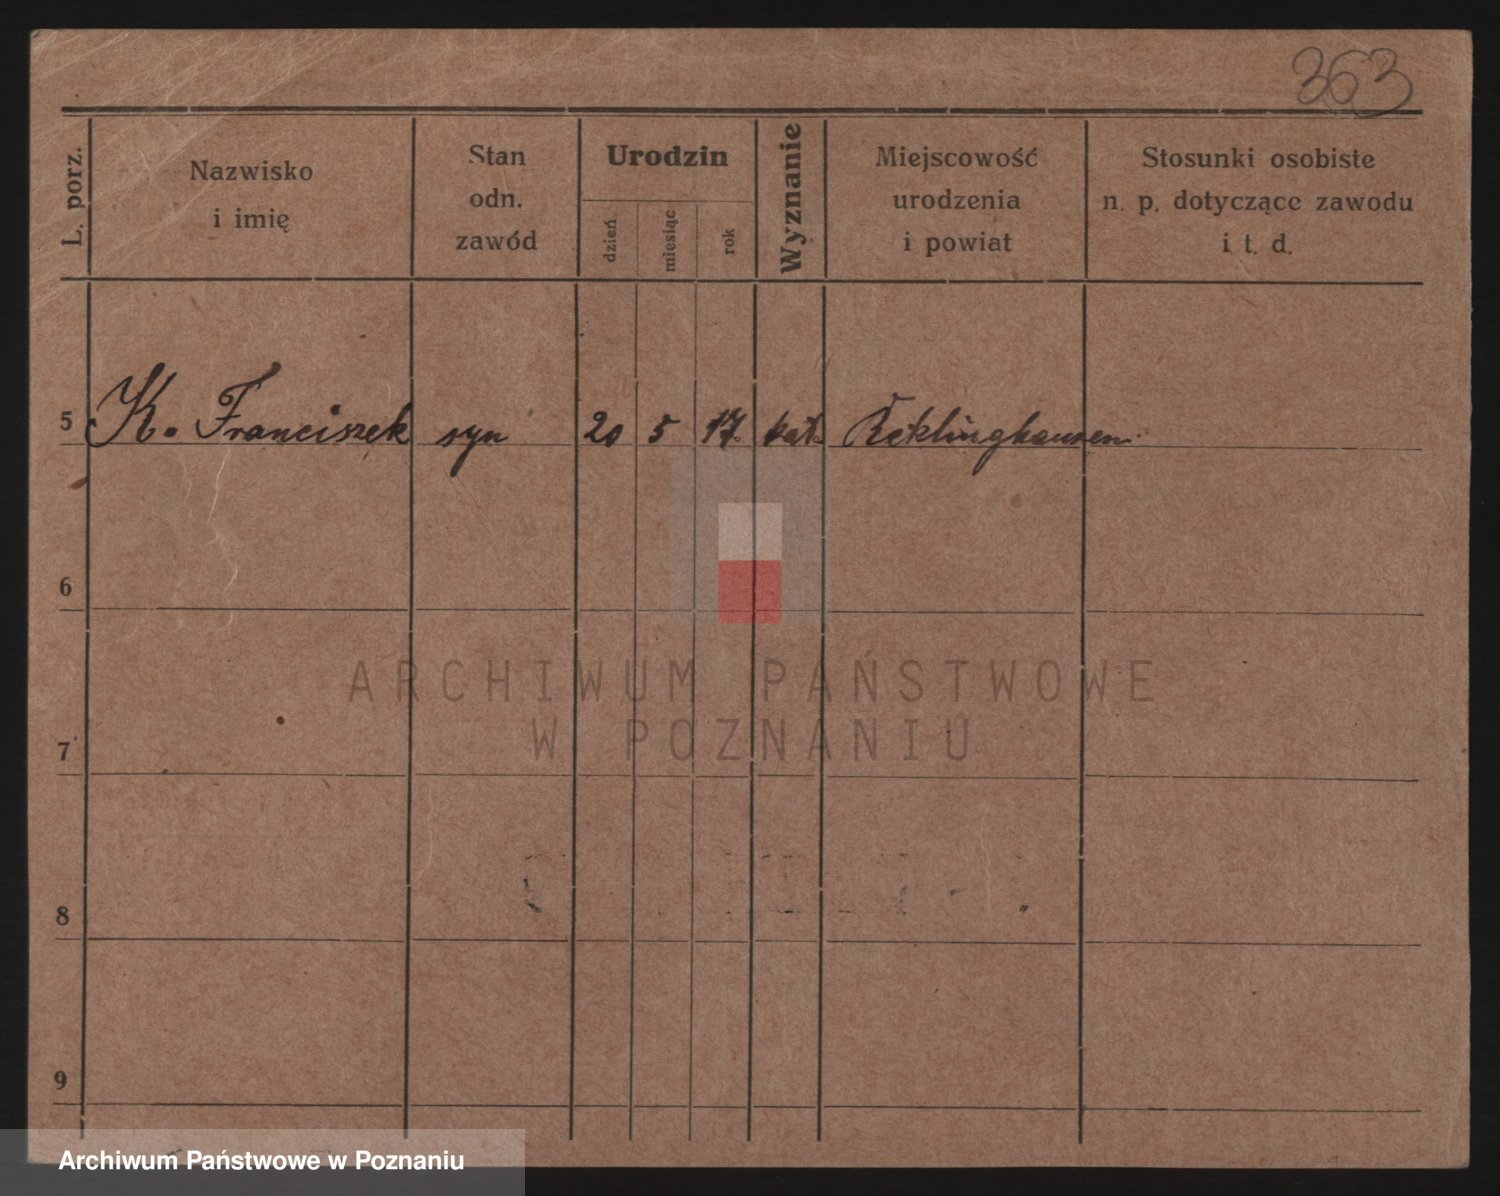 363
L. porz.
Nazwisko
i imię
Stan
odn.
zawód
Urodzin
dzień
miesiąc
rok
Wyznanie
Miejscowość
urodzenia
i powiat
Stosunki osobiste
n. p. dotyczące zawodu
i t. d.
5 K. Franciszek syn 20 5 17. kat. Reklinghausen.
6
ARCHIWUM PAŃSTWOWE
W POZNANIU
7
8
9
Archiwum Państwowe w Poznaniu